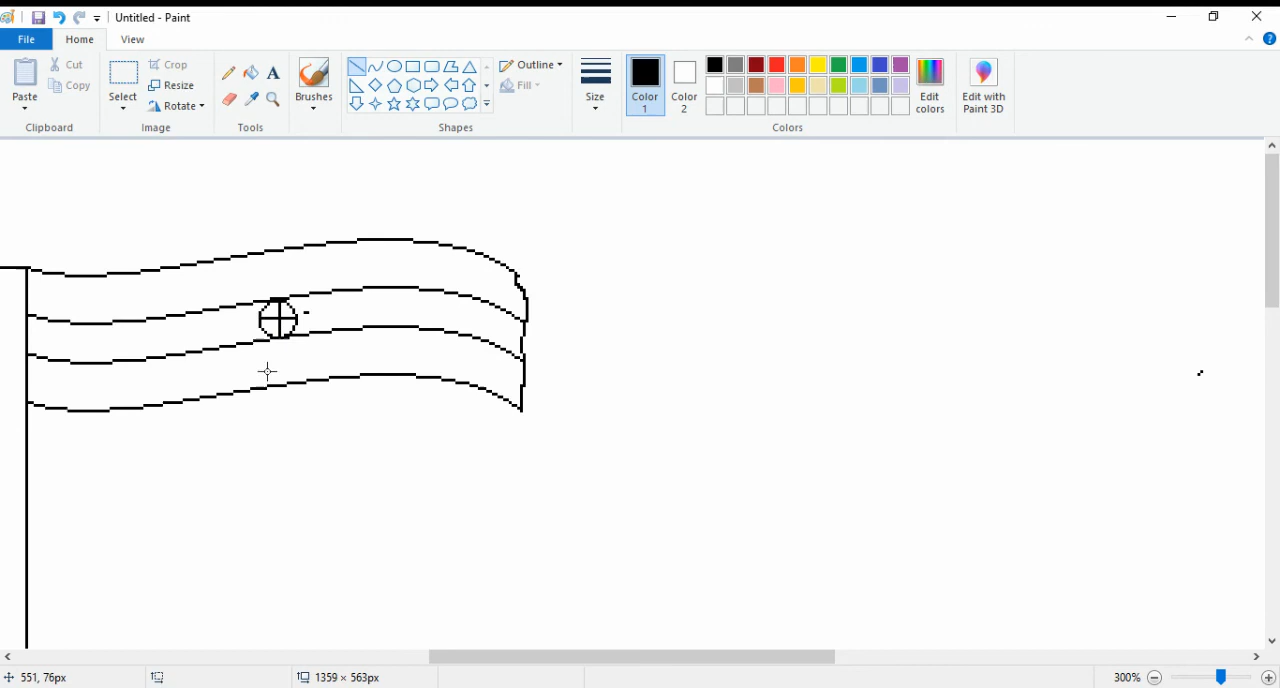 Untitled - Paint
File Home View
Paste Cut Copy Select Crop Resize Rotate Brushes Outline Fill Size Color 1 Color 2 Edit colors Edit with Paint 3D
Clipboard Image Tools Shapes Colors
551, 76px 1359 × 563px 300%